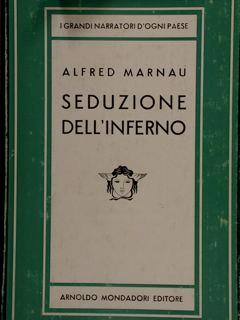 I GRANDI NARRATORI D'OGNI PAESE
ALFRED MARNAU
SEDUZIONE
DELL'INFERNO
ARNOLDO MONDADORI EDITORE